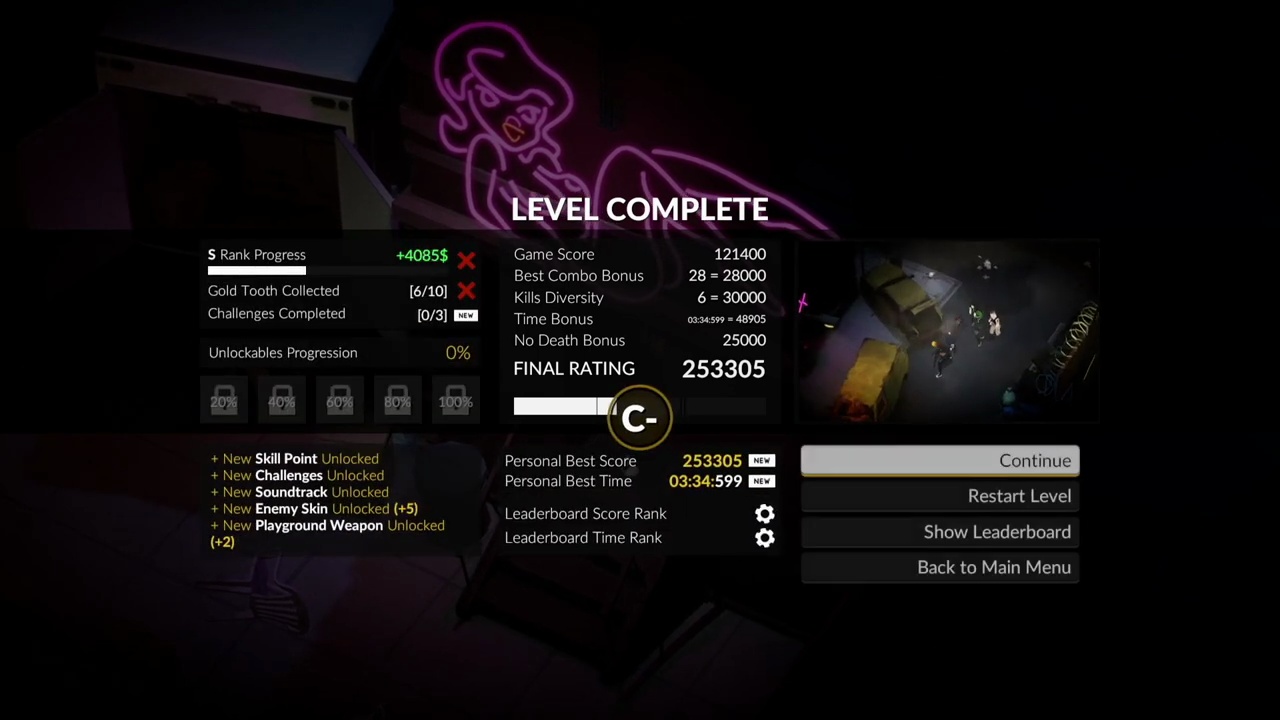 LEVEL COMPLETE
S Rank Progress +4085$
Gold Tooth Collected [6/10]
Challenges Completed [0/3] NEW
Unlockables Progression 0%
20% 40% 60% 80% 100%
+ New Skill Point Unlocked
+ New Challenges Unlocked
+ New Soundtrack Unlocked
+ New Enemy Skin Unlocked (+5)
+ New Playground Weapon Unlocked
(+2)
Game Score 121400
Best Combo Bonus 28 = 28000
Kills Diversity 6 = 30000
Time Bonus 03:34:599 = 48905
No Death Bonus 25000
FINAL RATING 253305
C-
Personal Best Score 253305 NEW
Personal Best Time 03:34:599 NEW
Leaderboard Score Rank
Leaderboard Time Rank
Continue
Restart Level
Show Leaderboard
Back to Main Menu